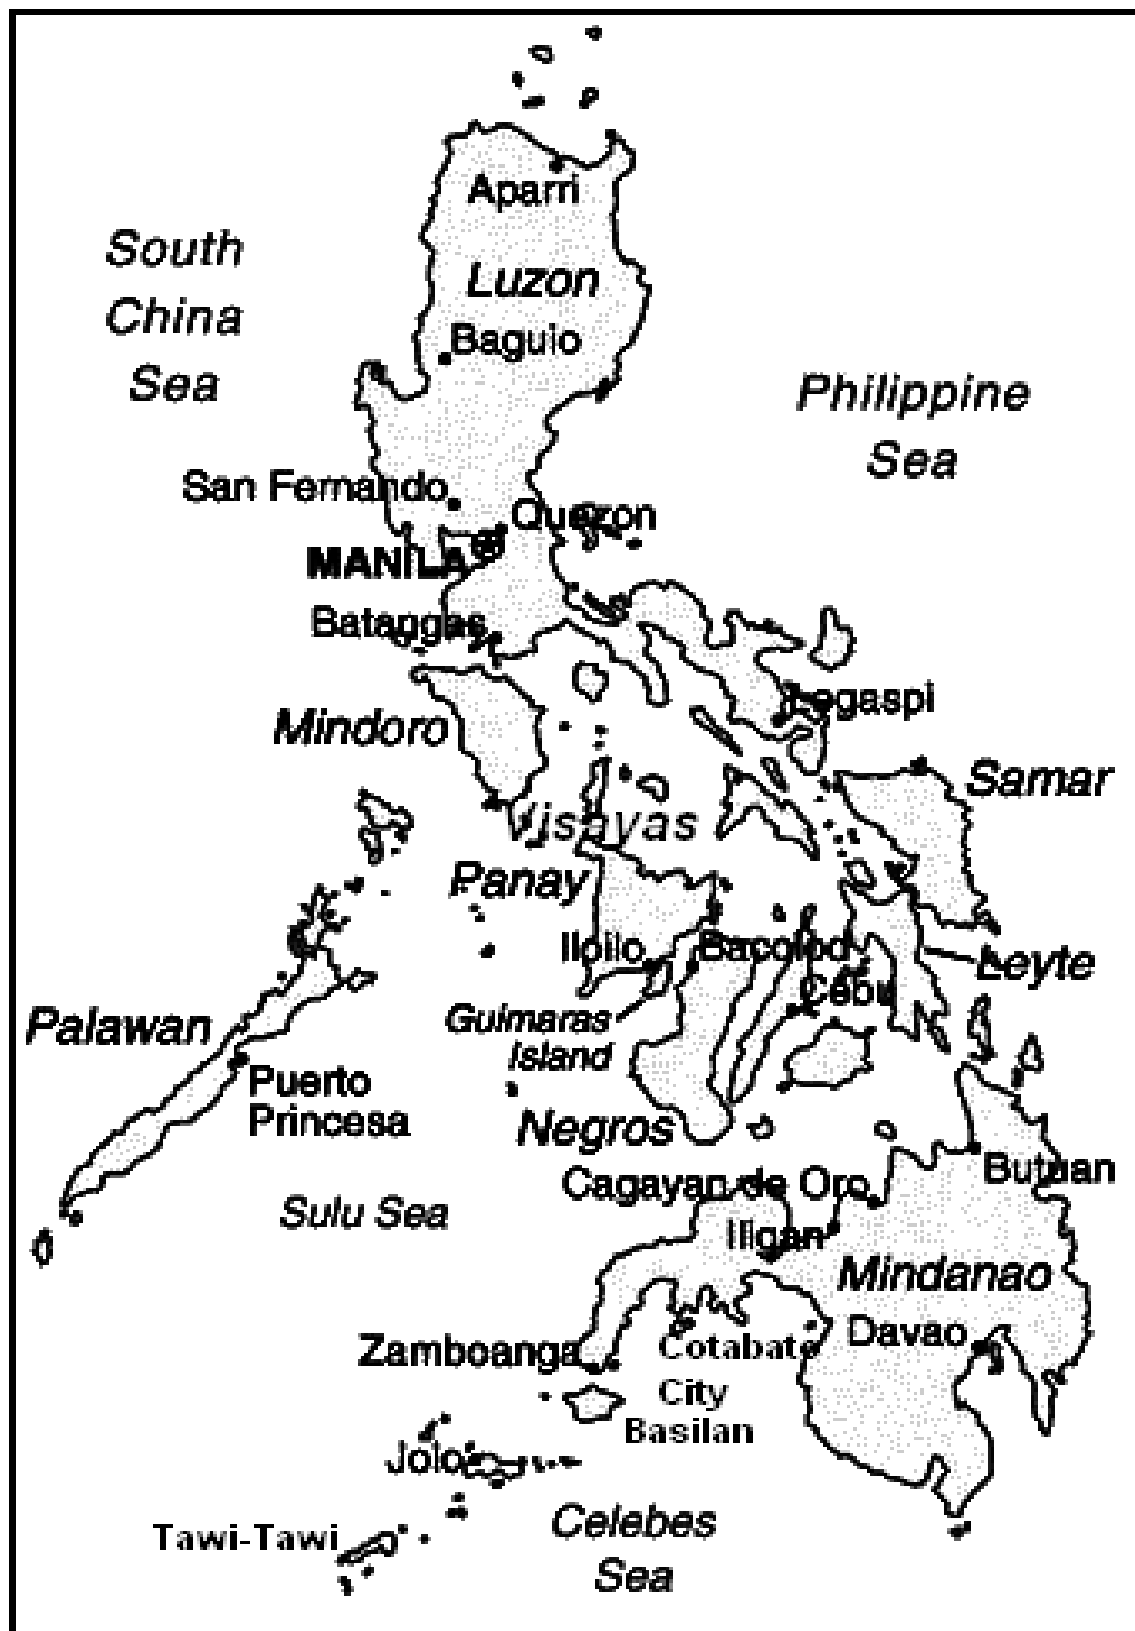 Aparri
South
China
Sea
Luzon
Baguio
Philippine
Sea
San Fernando
Quezon
MANILA
Batangas
Legaspi
Mindoro
Samar
Visayas
Panay
Iloilo
Bacolod
Leyte
Cebu
Guimaras
Island
Palawan
Puerto
Princesa
Negros
Butuan
Cagayan de Oro
Sulu Sea
Iligan
Mindanao
Davao
Zamboanga
Cotabato
City
Basilan
Jolo
Celebes
Sea
Tawi-Tawi